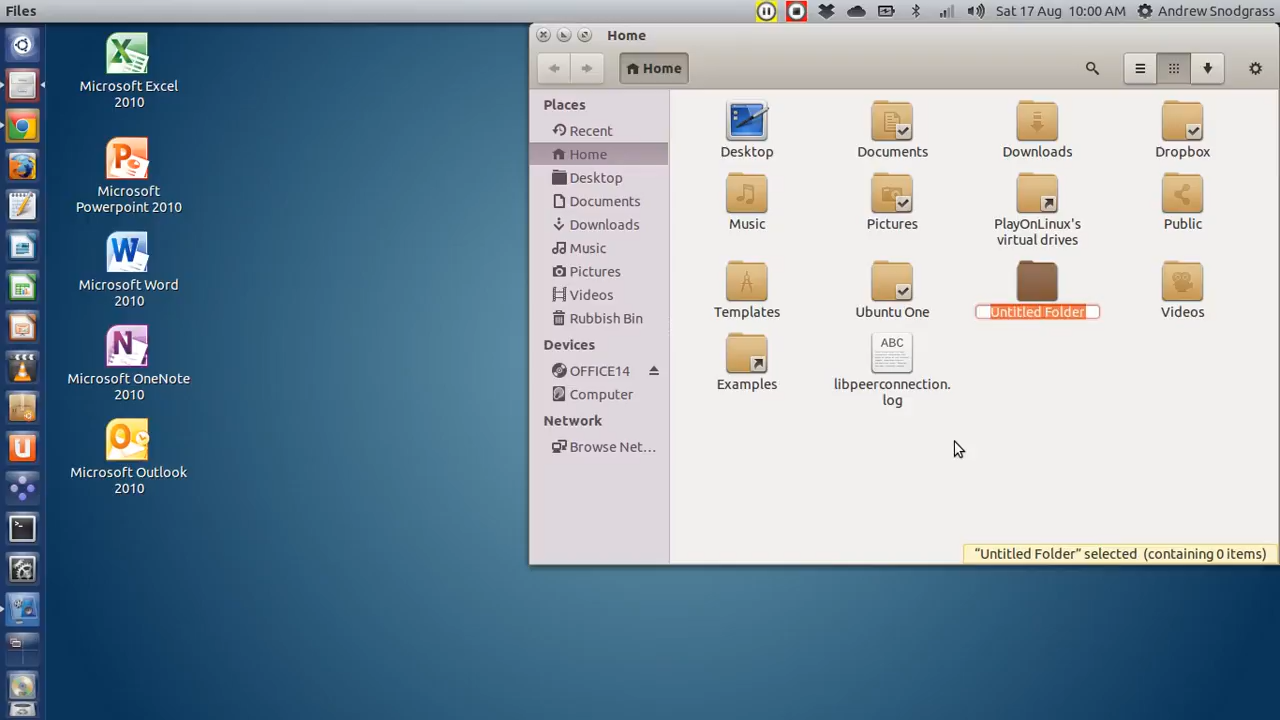 Files
Sat 17 Aug 10:00 AM
Andrew Snodgrass
Microsoft Excel
2010
Microsoft
Powerpoint 2010
Microsoft Word
2010
Microsoft OneNote
2010
Microsoft Outlook
2010
Home
Home
Places
Recent
Home
Desktop
Documents
Downloads
Music
Pictures
Videos
Rubbish Bin
Devices
OFFICE14
Computer
Network
Browse Net...
Desktop
Documents
Downloads
Dropbox
Music
Pictures
PlayOnLinux's
virtual drives
Public
Templates
Ubuntu One
Untitled Folder
Videos
Examples
ABC
libpeerconnection.
log
“Untitled Folder” selected (containing 0 items)